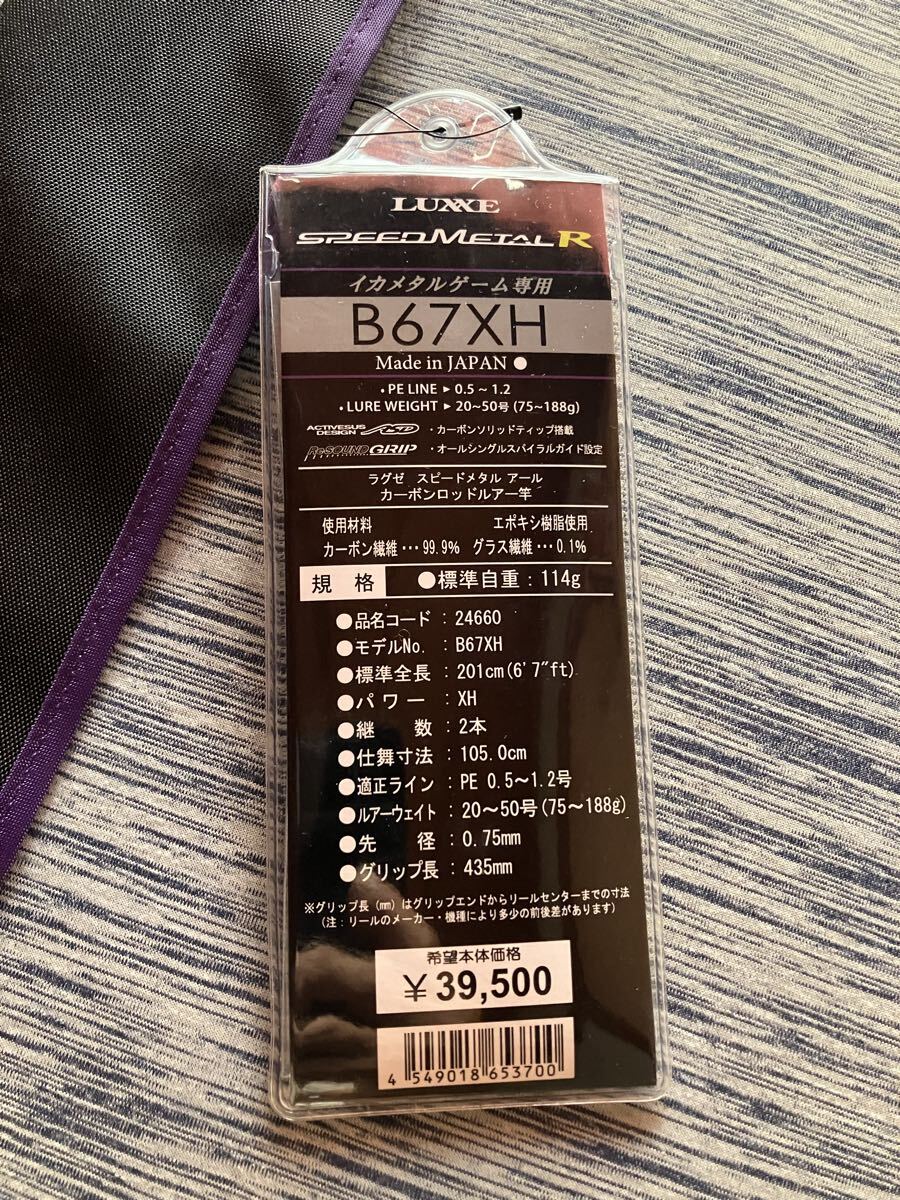 LUXXE
SPEEDMETAL R
イカメタルゲーム専用
B67XH
Made in JAPAN ●
・PE LINE ▶ 0.5～1.2
・LURE WEIGHT ▶ 20～50号 (75～188g)
ACTIVESUS DESIGN ・カーボンソリッドティップ搭載
ReSOUND GRIP ・オールシングルスパイラルガイド設定
ラグゼ スピードメタル アール
カーボンロッドルアー竿
使用材料 エポキシ樹脂使用
カーボン繊維…99.9% グラス繊維…0.1%
規格 ●標準自重：114g
●品名コード：24660
●モデルNo.：B67XH
●標準全長：201cm(6'7"ft)
●パワー：XH
●継数：2本
●仕舞寸法：105.0cm
●適正ライン：PE 0.5～1.2号
●ルアーウェイト：20～50号(75～188g)
●先径：0.75mm
●グリップ長：435mm
※グリップ長（㎜）はグリップエンドからリールセンターまでの寸法
（注：リールのメーカー・機種により多少の前後差があります）
希望本体価格
￥39,500
4 549018 653700